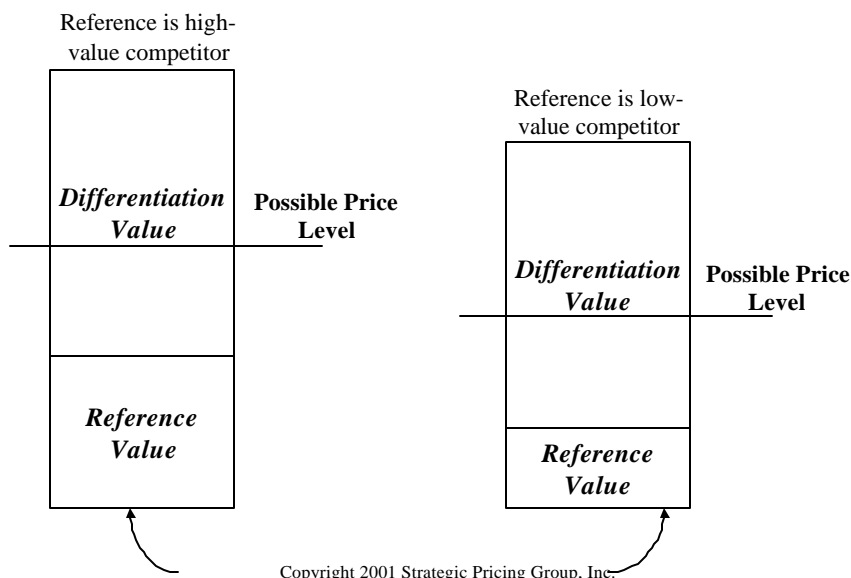 Reference is high-
value competitor
Differentiation
Value
Possible Price
Level
Reference
Value
Reference is low-
value competitor
Differentiation
Value
Possible Price
Level
Reference
Value
Copyright 2001 Strategic Pricing Group, Inc.